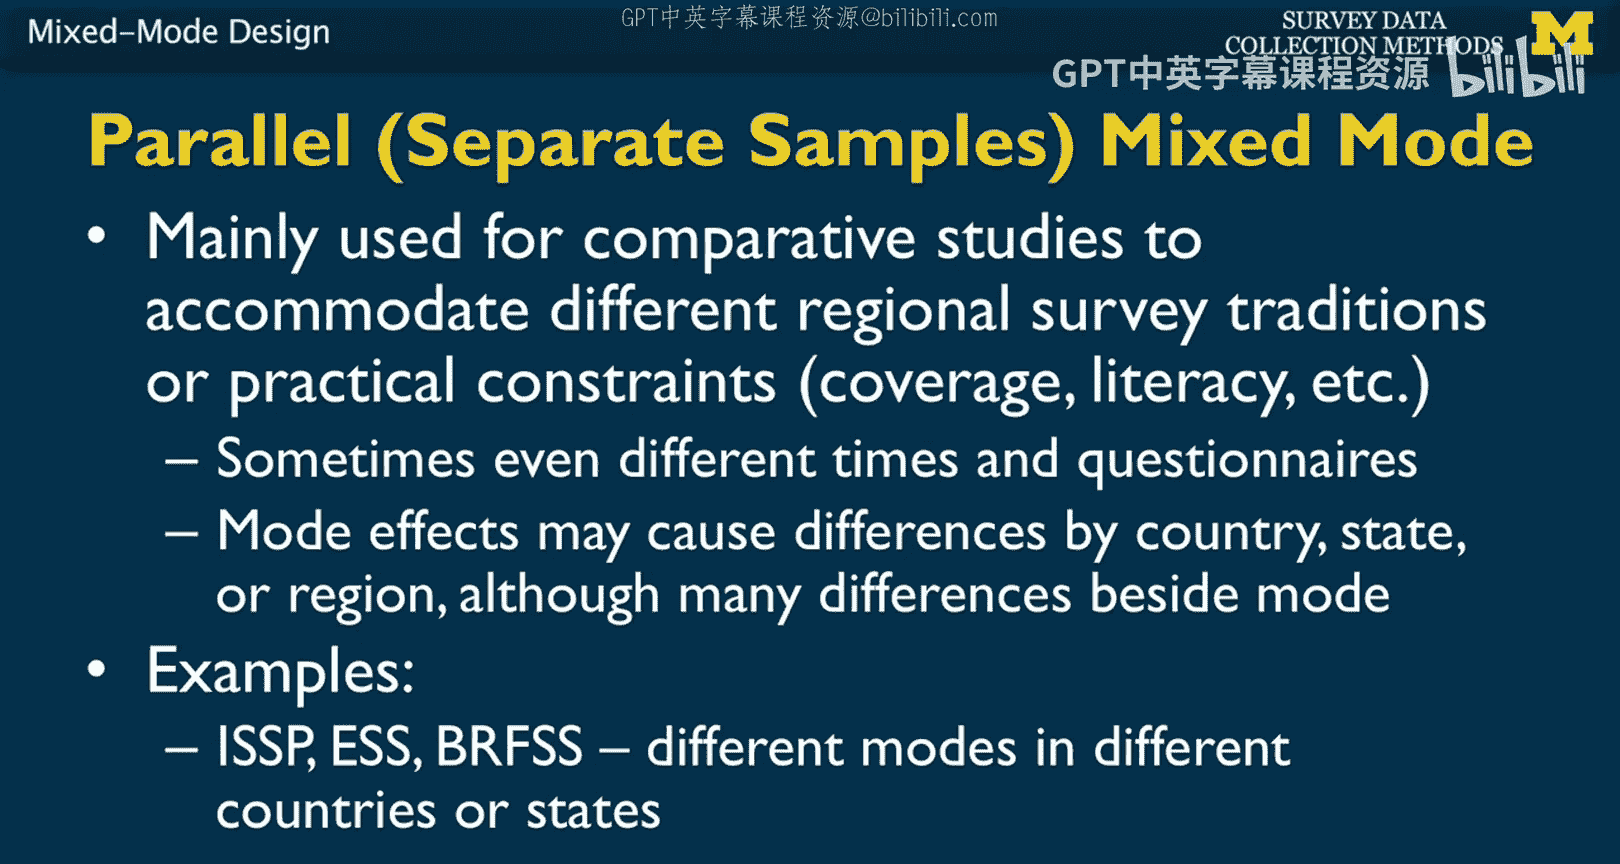 Mixed-Mode Design
GPT中英字幕课程资源@bilibili.com
SURVEY DATA
COLLECTION METHODS
M
GPT中英字幕课程资源 bilibili
Parallel (Separate Samples) Mixed Mode
• Mainly used for comparative studies to
accommodate different regional survey traditions
or practical constraints (coverage, literacy, etc.)
– Sometimes even different times and questionnaires
– Mode effects may cause differences by country, state,
or region, although many differences beside mode
• Examples:
– ISSP, ESS, BRFSS – different modes in different
countries or states